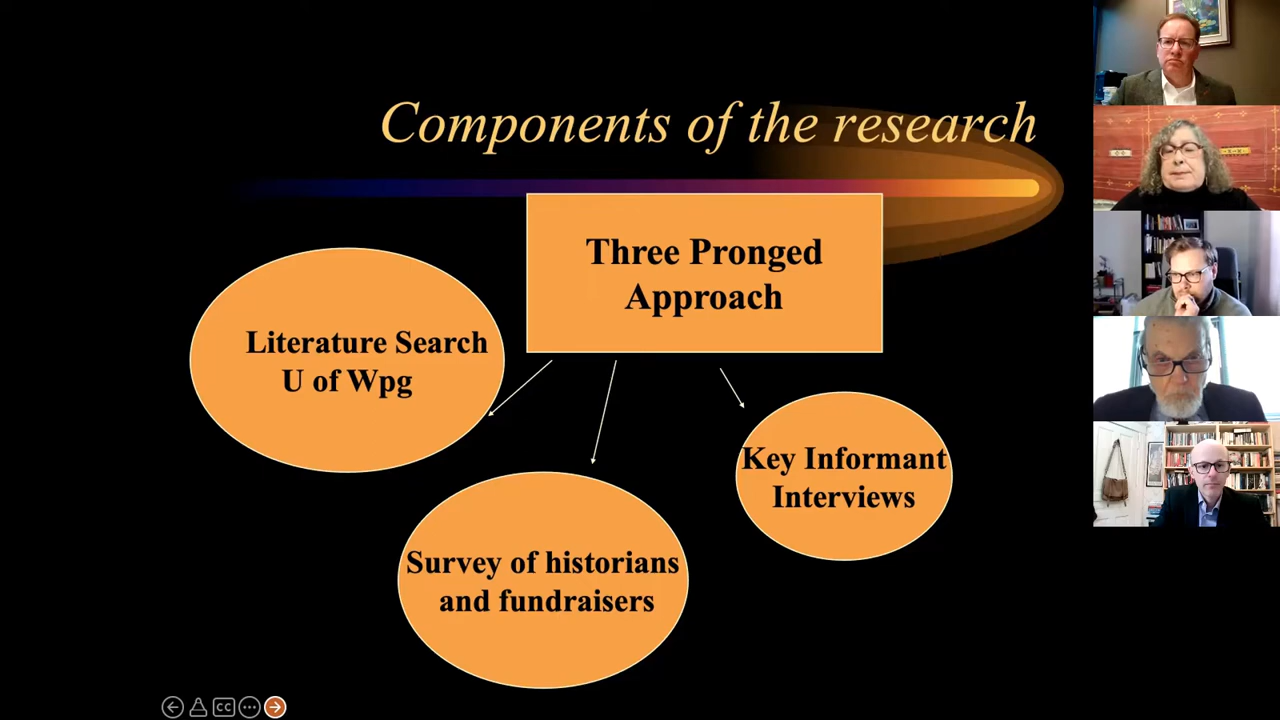 Components of the research
Three Pronged
Approach
Literature Search
U of Wpg
Key Informant
Interviews
Survey of historians
and fundraisers
CC